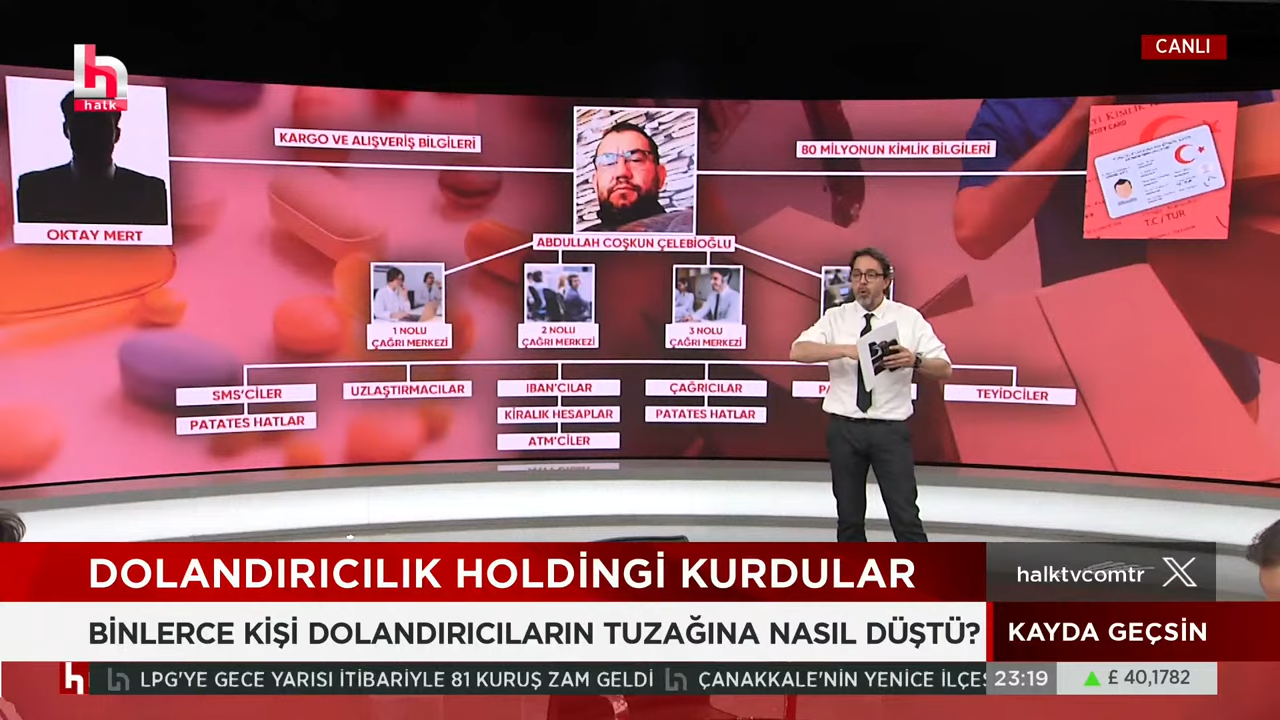 halk
CANLI
KARGO VE ALIŞVERİŞ BİLGİLERİ
80 MİLYONUN KİMLİK BİLGİLERİ
OKTAY MERT
T.C / TUR
ABDULLAH COŞKUN ÇELEBİOĞLU
1 NOLU
ÇAĞRI MERKEZİ
2 NOLU
ÇAĞRI MERKEZİ
3 NOLU
ÇAĞRI MERKEZİ
SMS'CİLER
PATATES HATLAR
UZLAŞTIRMACILAR
IBAN'CILAR
KİRALIK HESAPLAR
ATM'CİLER
ÇAĞRICILAR
PATATES HATLAR
TEYİDCİLER
DOLANDIRICILIK HOLDİNGİ KURDULAR
halktvcomtr
BİNLERCE KİŞİ DOLANDIRICILARIN TUZAĞINA NASIL DÜŞTÜ?
KAYDA GEÇSİN
LPG'YE GECE YARISI İTİBARİYLE 81 KURUŞ ZAM GELDİ
ÇANAKKALE'NİN YENİCE İLÇES
23:19
£ 40,1782